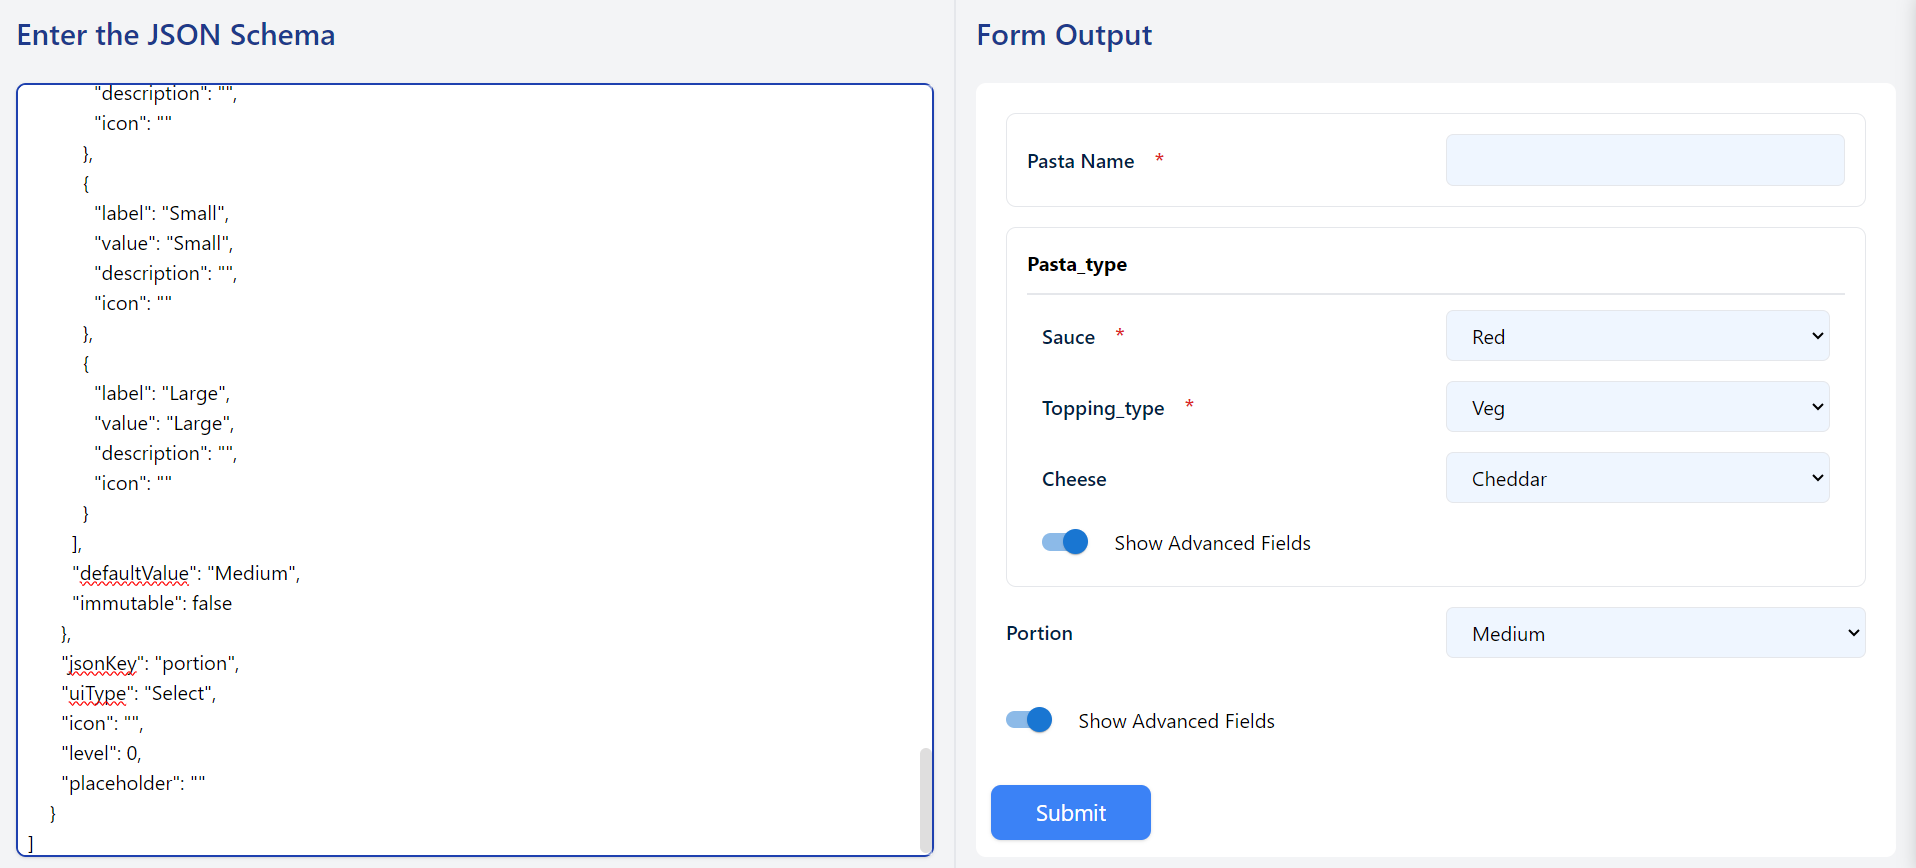 Enter the JSON Schema
"description": "",
"icon": ""
},
{
"label": "Small",
"value": "Small",
"description": "",
"icon": ""
},
{
"label": "Large",
"value": "Large",
"description": "",
"icon": ""
}
],
"defaultValue": "Medium",
"immutable": false
},
"jsonKey": "portion",
"uiType": "Select",
"icon": "",
"level": 0,
"placeholder": ""
}
]
Form Output
Pasta Name *
Pasta_type
Sauce * Red
Topping_type * Veg
Cheese Cheddar
Show Advanced Fields
Portion Medium
Show Advanced Fields
Submit